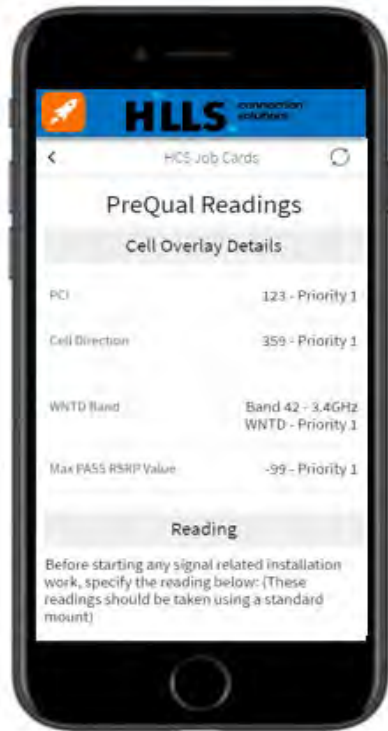 HLLS connection
solutions
HCS Job Cards
PreQual Readings
Cell Overlay Details
PCI 123 - Priority 1
Cell Direction 359 - Priority 1
WNTD Band Band 42 - 3.4GHz
WNTD - Priority 1
Max PASS RSRP Value -99 - Priority 1
Reading
Before starting any signal related installation
work, specify the reading below: (These
readings should be taken using a standard
mount)